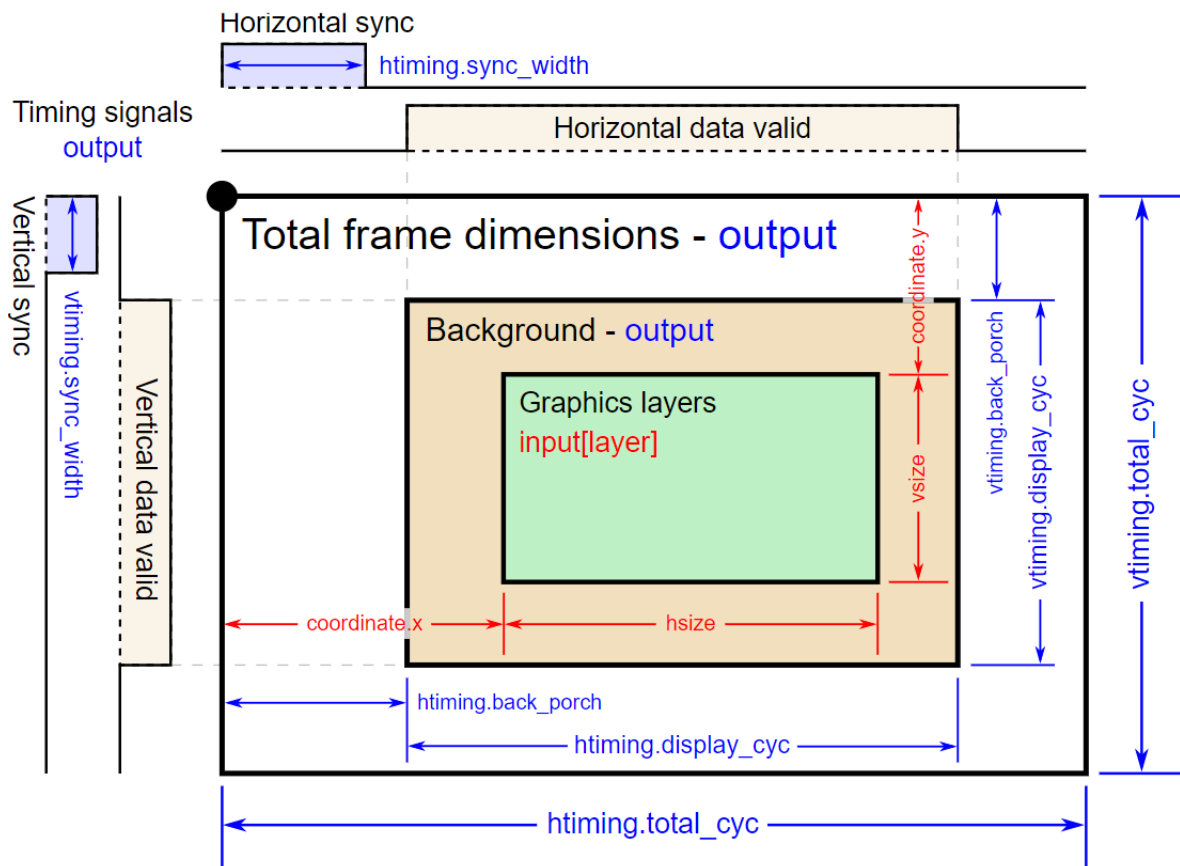 Horizontal sync
htiming.sync_width
Timing signals
output
Horizontal data valid
Vertical sync
vtiming.sync_width
Vertical data valid
Total frame dimensions - output
coordinate.y
vtiming.back_porch
vtiming.display_cyc
vtiming.total_cyc
Background - output
Graphics layers
input[layer]
vsize
coordinate.x
hsize
htiming.back_porch
htiming.display_cyc
htiming.total_cyc